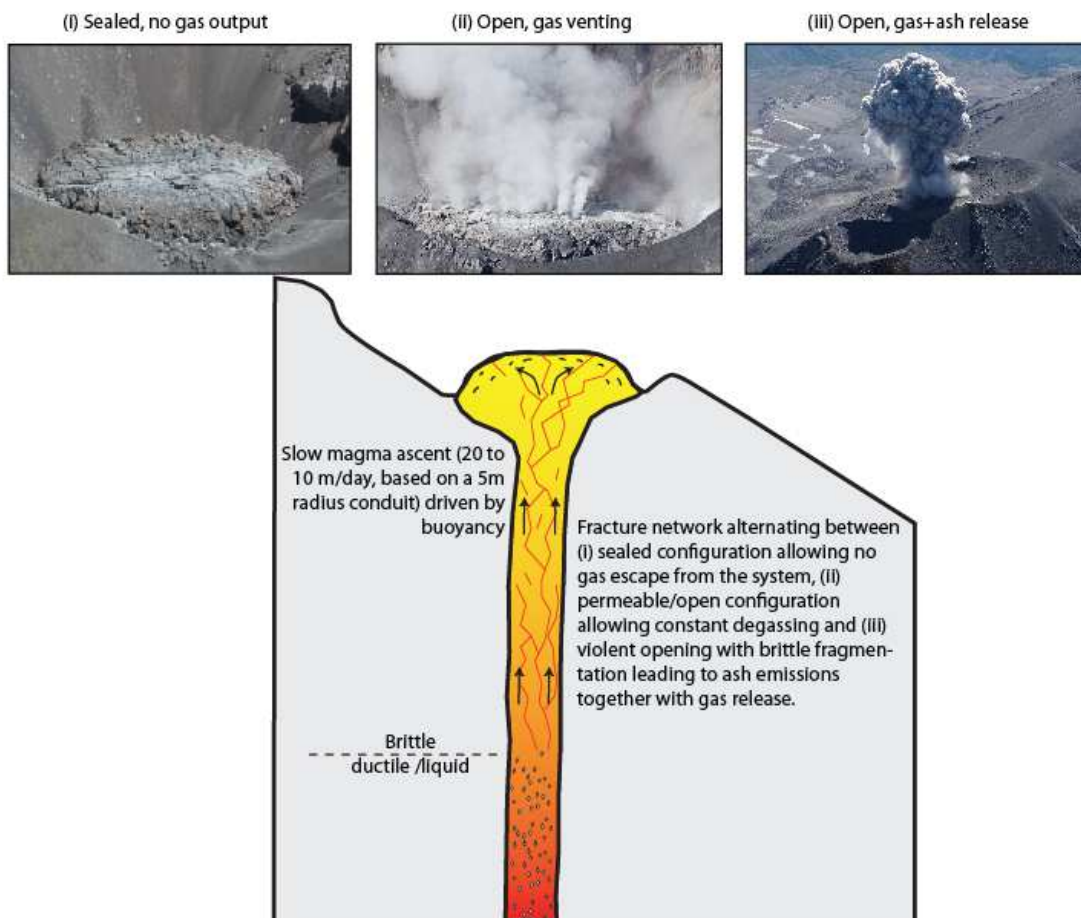 (i) Sealed, no gas output
(ii) Open, gas venting
(iii) Open, gas+ash release
Slow magma ascent (20 to
10 m/day, based on a 5m
radius conduit) driven by
buoyancy
Fracture network alternating between
(i) sealed configuration allowing no
gas escape from the system, (ii)
permeable/open configuration
allowing constant degassing and (iii)
violent opening with brittle fragmen-
tation leading to ash emissions
together with gas release.
Brittle
ductile /liquid